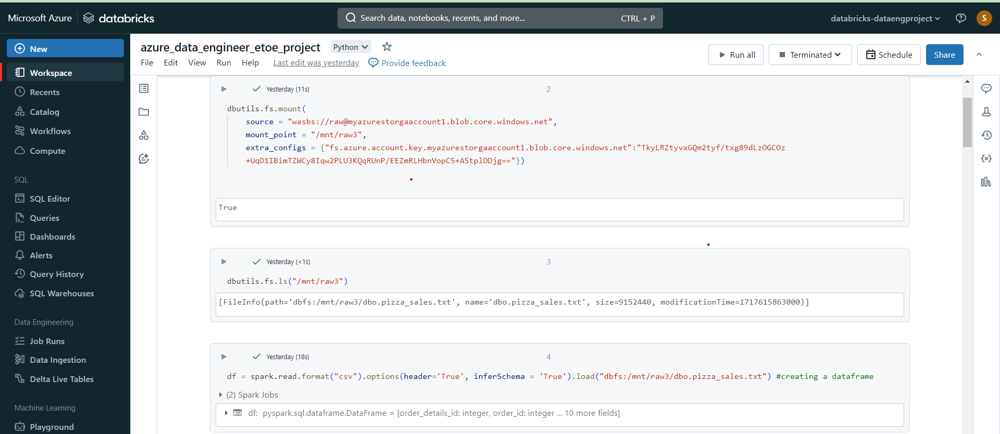 Microsoft Azure
databricks
Search data, notebooks, recents, and more...
CTRL + P
databricks-dataengproject
S
New
Workspace
Recents
Catalog
Workflows
Compute
SQL
SQL Editor
Queries
Dashboards
Alerts
Query History
SQL Warehouses
Data Engineering
Job Runs
Data Ingestion
Delta Live Tables
Machine Learning
Playground
azure_data_engineer_etoe_project
Python
File Edit View Run Help
Last edit was yesterday
Provide feedback
Run all
Terminated
Schedule
Share
Yesterday (11s)
2
dbutils.fs.mount(
source = "wasbs://raw@myazurestorgaaccount1.blob.core.windows.net",
mount_point = "/mnt/raw3",
extra_configs = {"fs.azure.account.key.myazurestorgaaccount1.blob.core.windows.net":"
"})
True
Yesterday (<1s)
3
dbutils.fs.ls("/mnt/raw3")
[FileInfo(path='dbfs:/mnt/raw3/dbo.pizza_sales.txt', name='dbo.pizza_sales.txt', size=9152440, modificationTime=1717615863000)]
Yesterday (18s)
4
df = spark.read.format("csv").options(header='True', inferSchema = 'True').load("dbfs:/mnt/raw3/dbo.pizza_sales.txt") #creating a dataframe
(2) Spark Jobs
df: pyspark.sql.dataframe.DataFrame = [order_details_id: integer, order_id: integer ... 10 more fields]